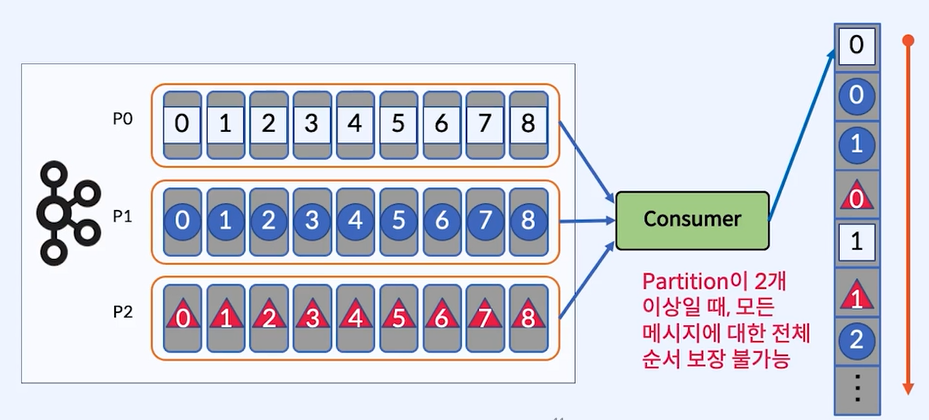 P0
0 1 2 3 4 5 6 7 8
P1
0 1 2 3 4 5 6 7 8
P2
0 1 2 3 4 5 6 7 8
Consumer
Partition이 2개
이상일 때, 모든
메시지에 대한 전체
순서 보장 불가능
0
0
1
0
1
1
2
⋮